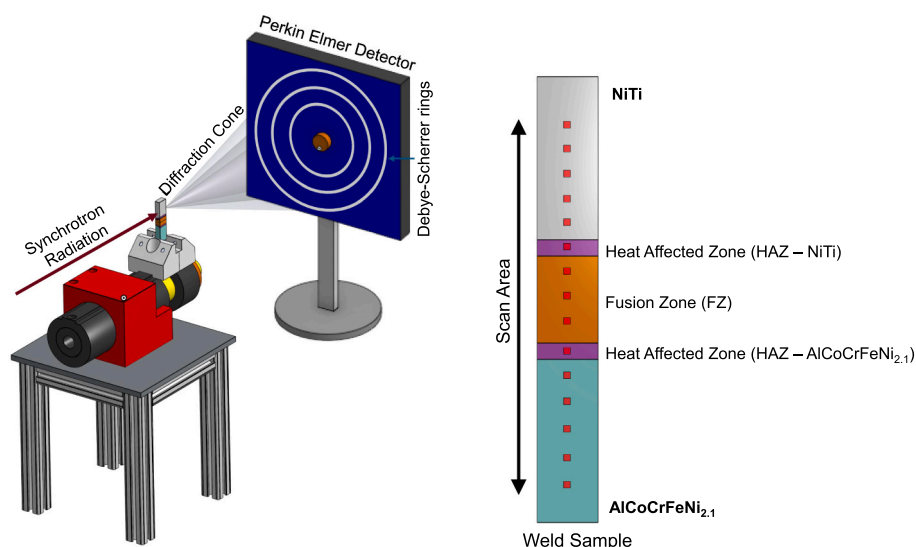 Perkin Elmer Detector
Debye-Scherrer rings
Diffraction Cone
Synchrotron
Radiation
NiTi
Scan Area
Heat Affected Zone (HAZ – NiTi)
Fusion Zone (FZ)
Heat Affected Zone (HAZ – AlCoCrFeNi2.1)
AlCoCrFeNi2.1
Weld Sample